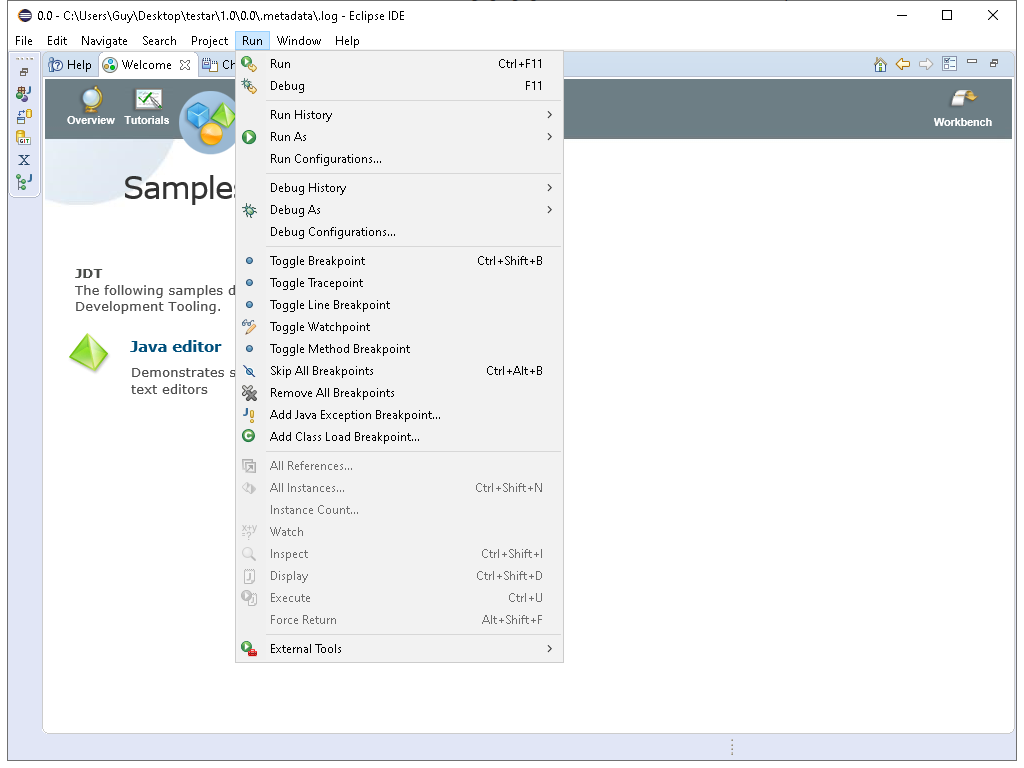 0.0 - C:\Users\Guy\Desktop\testar\1.0\0.0\.metadata\.log - Eclipse IDE
File Edit Navigate Search Project Run Window Help
Help Welcome Ch
Overview Tutorials Workbench
Samples
JDT
The following samples d
Development Tooling.
Java editor
Demonstrates s
text editors
GIT
X
Run Ctrl+F11
Debug F11
Run History
Run As
Run Configurations...
Debug History
Debug As
Debug Configurations...
Toggle Breakpoint Ctrl+Shift+B
Toggle Tracepoint
Toggle Line Breakpoint
Toggle Watchpoint
Toggle Method Breakpoint
Skip All Breakpoints Ctrl+Alt+B
Remove All Breakpoints
Add Java Exception Breakpoint...
Add Class Load Breakpoint...
All References...
All Instances... Ctrl+Shift+N
Instance Count...
x+y=? Watch
Inspect Ctrl+Shift+I
Display Ctrl+Shift+D
Execute Ctrl+U
Force Return Alt+Shift+F
External Tools